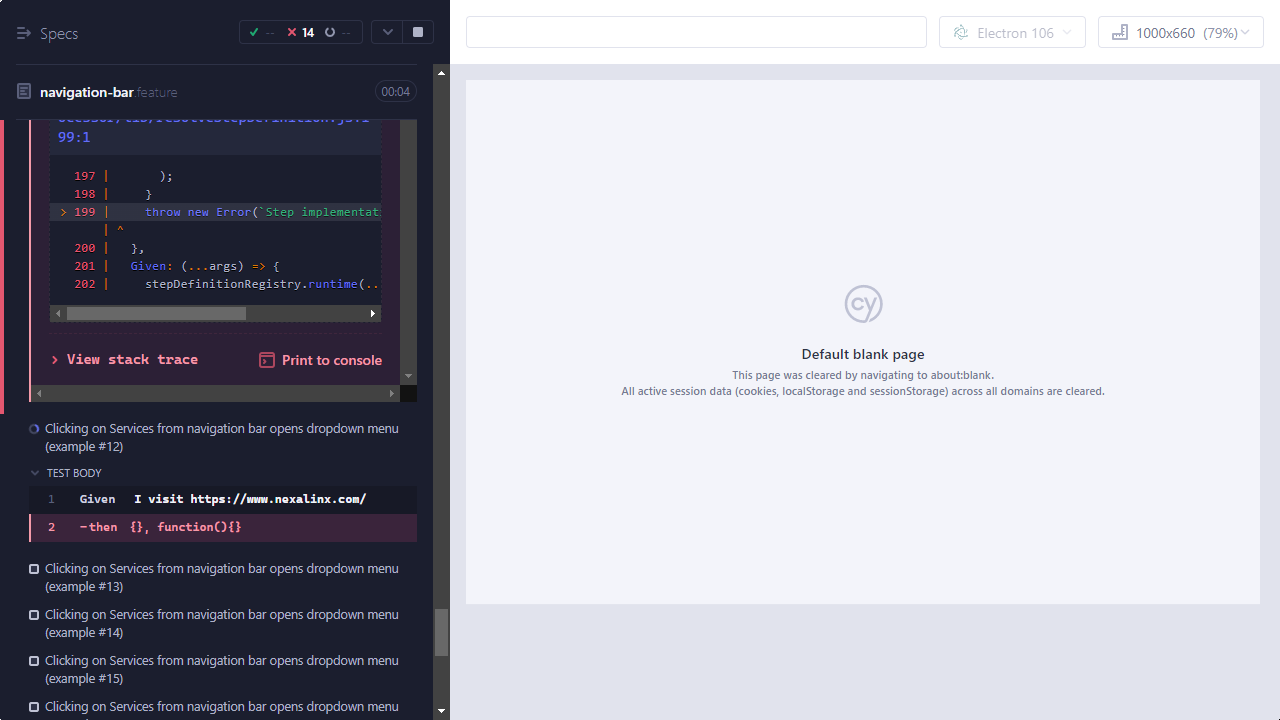 Specs
-- 14 --
Electron 106
1000x660 (79%)
navigation-bar.feature
00:04
99:1
197 | );
198 | }
> 199 | throw new Error(`Step implementati
| ^
200 | },
201 | Given: (...args) => {
202 | stepDefinitionRegistry.runtime(..
View stack trace
Print to console
Clicking on Services from navigation bar opens dropdown menu
(example #12)
TEST BODY
1 Given I visit https://www.nexalinx.com/
2 -then {}, function(){}
Clicking on Services from navigation bar opens dropdown menu
(example #13)
Clicking on Services from navigation bar opens dropdown menu
(example #14)
Clicking on Services from navigation bar opens dropdown menu
(example #15)
Clicking on Services from navigation bar opens dropdown menu
cy
Default blank page
This page was cleared by navigating to about:blank.
All active session data (cookies, localStorage and sessionStorage) across all domains are cleared.